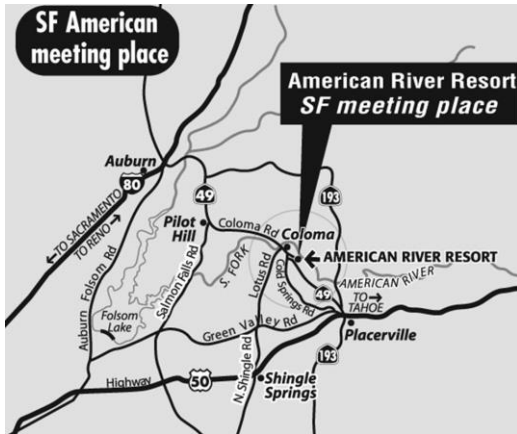 SF American
meeting place
American River Resort
SF meeting place
Auburn
80
49
193
←TO SACRAMENTO
TO RENO→
Pilot
Hill
Coloma Rd
Coloma
← AMERICAN RIVER RESORT
Auburn Folsom Rd
Salmon Falls Rd
S. FORK
Lotus Rd
Cold Springs Rd
49
AMERICAN RIVER
TO→
TAHOE
Folsom
Lake
Green Valley Rd
Placerville
193
Highway
50
N. Shingle Rd
Shingle
Springs